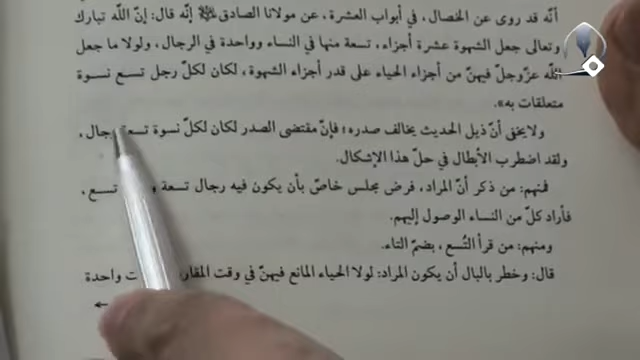 أنّه قد روى عن الخصال، في أبواب العشرة، عن مولانا الصادق ﷺ إنّه قال: إنّ الله تبارك
وتعالى جعل الشهوة عشرة أجزاء، تسعة منها في النساء وواحدة في الرجال، ولولا ما جعل
الله عزّوجلّ فيهنّ من أجزاء الحياء على قدر أجزاء الشهوة، لكان لكلّ رجل تسع نسوة
متعلقات به».
ولا يخفى أنّ ذيل الحديث يخالف صدره؛ فإنّ مقتضى الصدر لكان لكلّ نسوة تسعة رجال،
ولقد اضطرب الأبطال في حلّ هذا الإشكال.
فمنهم: من ذكر أنّ المراد، فرض مجلس خاصّ بأن يكون فيه رجال تسعة تسع،
فأراد كلّ من النساء الوصول إليهم.
ومنهم: من قرأ التُسع، بضمّ التاء.
قال: وخطر بالبال أن يكون المراد: لولا الحياء المانع فيهنّ في وقت واحدة